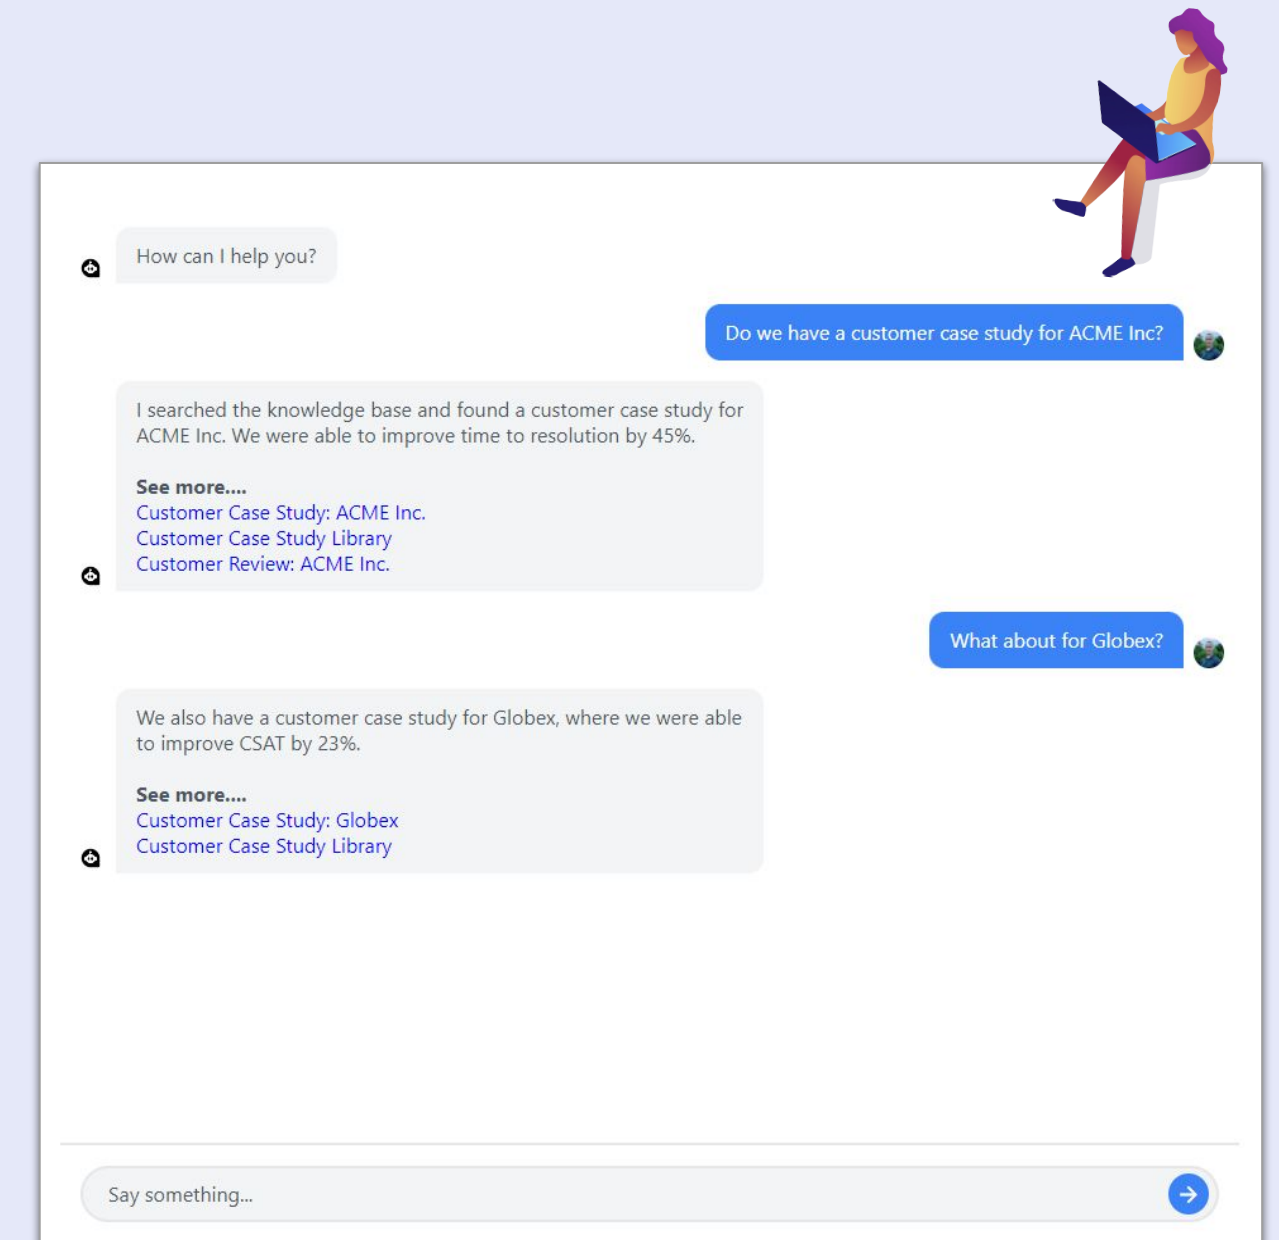 How can I help you?
Do we have a customer case study for ACME Inc?
I searched the knowledge base and found a customer case study for
ACME Inc. We were able to improve time to resolution by 45%.
See more....
Customer Case Study: ACME Inc.
Customer Case Study Library
Customer Review: ACME Inc.
What about for Globex?
We also have a customer case study for Globex, where we were able
to improve CSAT by 23%.
See more....
Customer Case Study: Globex
Customer Case Study Library
Say something...